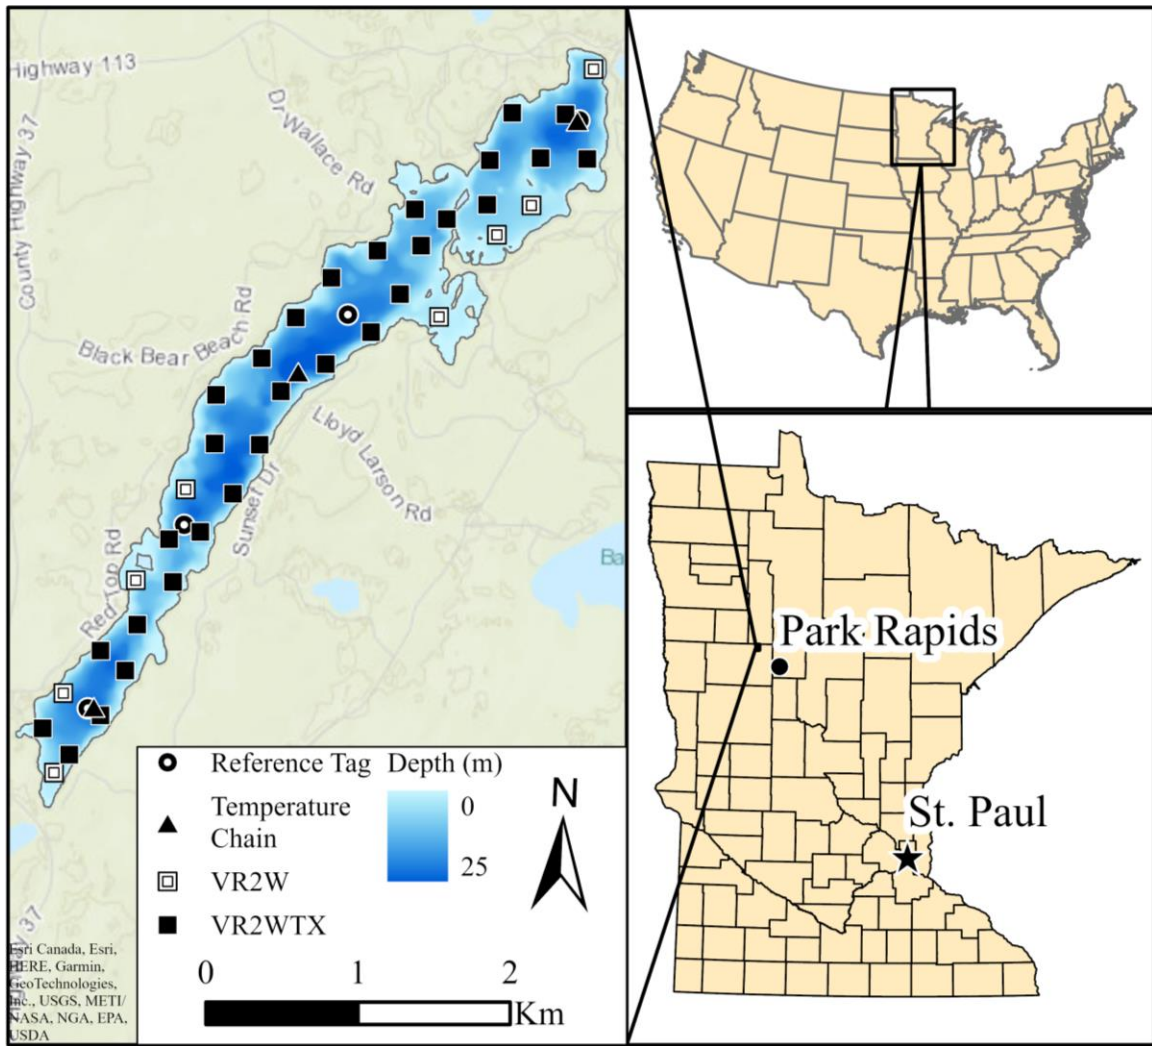 Highway 113
County Highway 37
Dr Wallace Rd
Black Bear Beach Rd
Lloyd Larson Rd
Sunset Dr
Red Top Rd
Ba
Highway 37
Reference Tag
Temperature
Chain
VR2W
VR2WTX
Depth (m)
0
25
N
0
1
2
Km
Esri Canada, Esri,
HERE, Garmin,
GeoTechnologies,
Inc., USGS, METI/
NASA, NGA, EPA,
USDA
Park Rapids
St. Paul